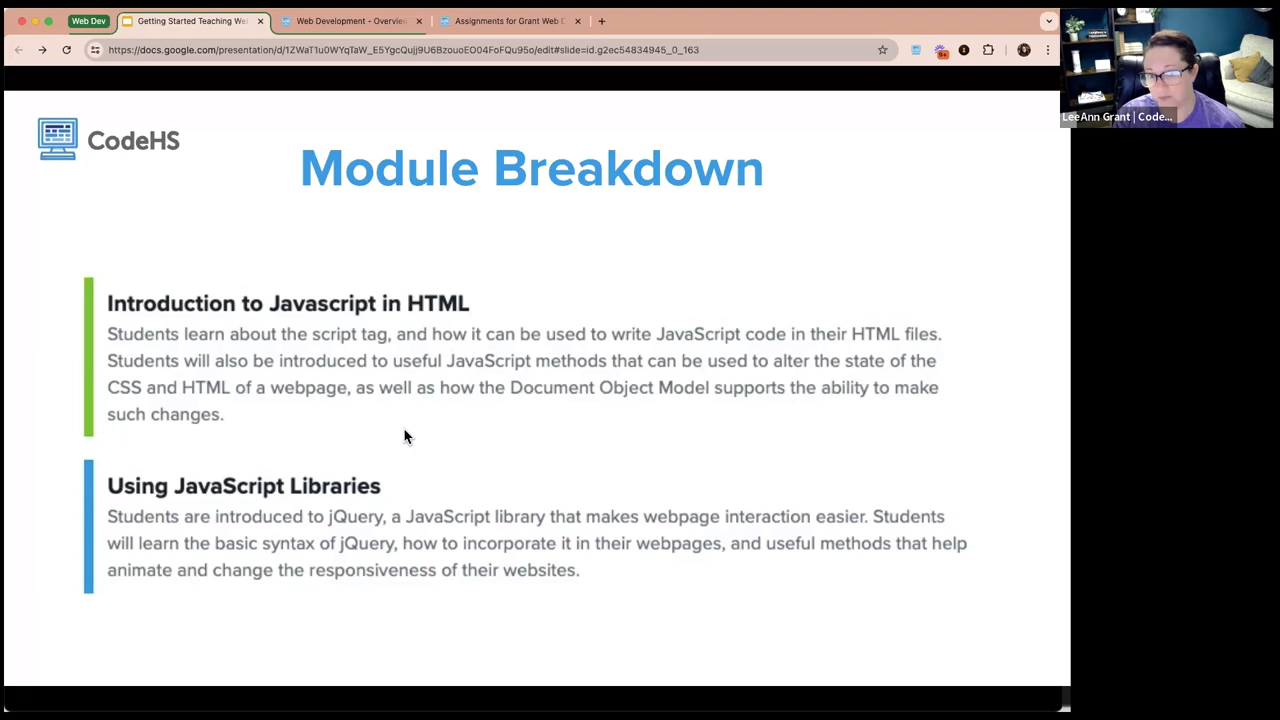 Web Dev
Getting Started Teaching We
Web Development - Overvie
Assignments for Grant Web D
https://docs.google.com/presentation/d/1ZWaT1u0WYqTaW_E5YgcQujj9U6BzouoEO04FoFQu95o/edit#slide=id.g2ec54834945_0_163
9+
LeeAnn Grant | Code...
CodeHS
Module Breakdown
Introduction to Javascript in HTML
Students learn about the script tag, and how it can be used to write JavaScript code in their HTML files.
Students will also be introduced to useful JavaScript methods that can be used to alter the state of the
CSS and HTML of a webpage, as well as how the Document Object Model supports the ability to make
such changes.
Using JavaScript Libraries
Students are introduced to jQuery, a JavaScript library that makes webpage interaction easier. Students
will learn the basic syntax of jQuery, how to incorporate it in their webpages, and useful methods that help
animate and change the responsiveness of their websites.